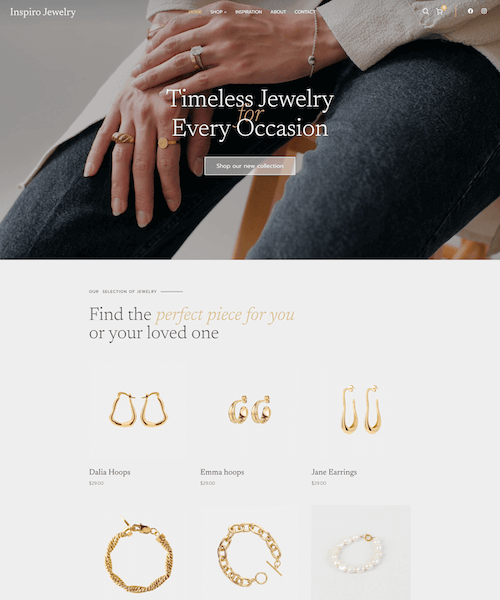 Inspiro Jewelry
HOME SHOP INSPIRATION ABOUT CONTACT
Timeless Jewelry
for
Every Occasion
Shop our new collection
OUR SELECTION OF JEWELRY
Find the perfect piece for you
or your loved one
Dalia Hoops
Emma hoops
Jane Earrings
$29.00
$29.00
$29.00